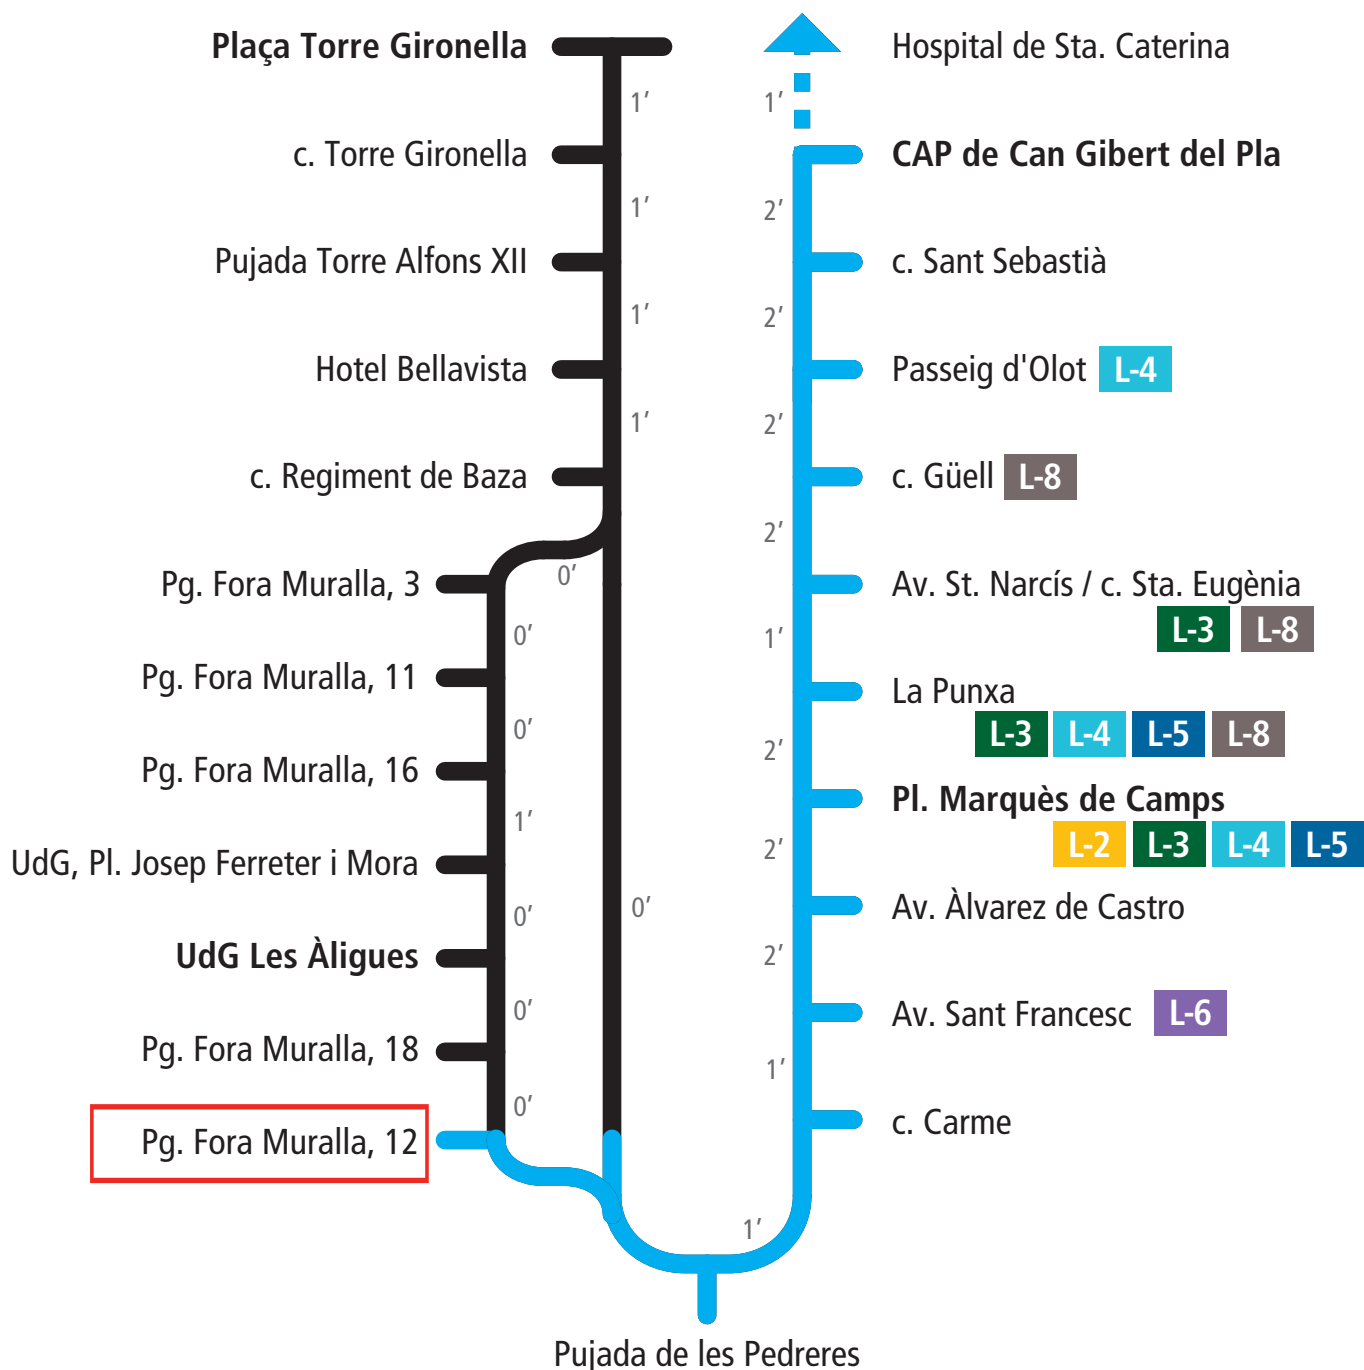 Plaça Torre Gironella
1’
c. Torre Gironella
1’
Pujada Torre Alfons XII
1’
Hotel Bellavista
1’
c. Regiment de Baza
0’
Pg. Fora Muralla, 3
0’
Pg. Fora Muralla, 11
0’
Pg. Fora Muralla, 16
1’
UdG, Pl. Josep Ferreter i Mora
0’
0’
UdG Les Àligues
0’
Pg. Fora Muralla, 18
0’
Pg. Fora Muralla, 12
Pujada de les Pedreres
1’
c. Carme
1’
Av. Sant Francesc L-6
2’
Av. Àlvarez de Castro
2’
Pl. Marquès de Camps
L-2 L-3 L-4 L-5
2’
La Punxa
L-3 L-4 L-5 L-8
1’
Av. St. Narcís / c. Sta. Eugènia
L-3 L-8
2’
c. Güell L-8
2’
Passeig d'Olot L-4
2’
c. Sant Sebastià
2’
CAP de Can Gibert del Pla
1’
Hospital de Sta. Caterina